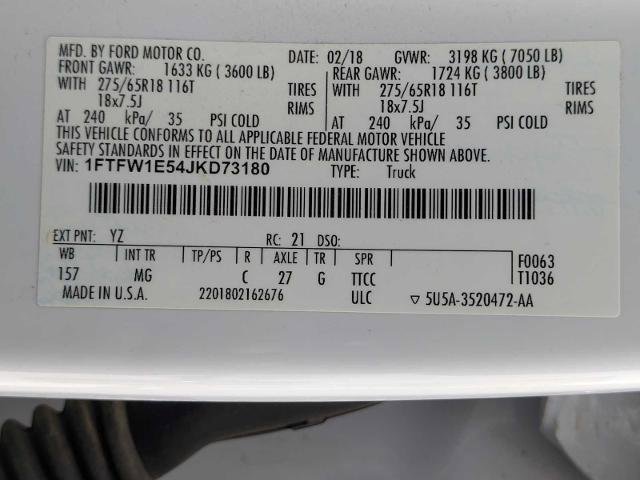 MFD. BY FORD MOTOR CO. DATE: 02/18 GVWR: 3198 KG ( 7050 LB)
FRONT GAWR: 1633 KG ( 3600 LB) REAR GAWR: 1724 KG ( 3800 LB)
WITH 275/65R18 116T TIRES WITH 275/65R18 116T TIRES
18x7.5J RIMS 18x7.5J RIMS
AT 240 kPa/ 35 PSI COLD AT 240 kPa/ 35 PSI COLD
THIS VEHICLE CONFORMS TO ALL APPLICABLE FEDERAL MOTOR VEHICLE
SAFETY STANDARDS IN EFFECT ON THE DATE OF MANUFACTURE SHOWN ABOVE.
VIN: 1FTFW1E54JKD73180 TYPE: Truck
EXT PNT: YZ RC: 21 DSO:
WB INT TR TP/PS R AXLE TR SPR F0063
157 MG C 27 G TTCC T1036
MADE IN U.S.A. 2201802162676 ULC ▽ 5U5A-3520472-AA